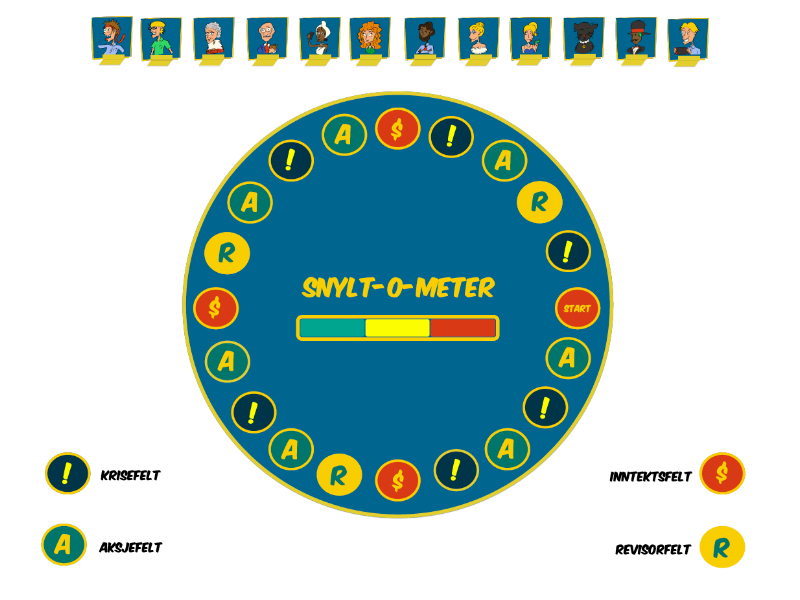 A $ !
! A
A R
R !
SNYLT-O-METER
$ START
A A
! !
A A
R $ !
! KRISEFELT
INNTEKTSFELT $
A AKSJEFELT
REVISORFELT R